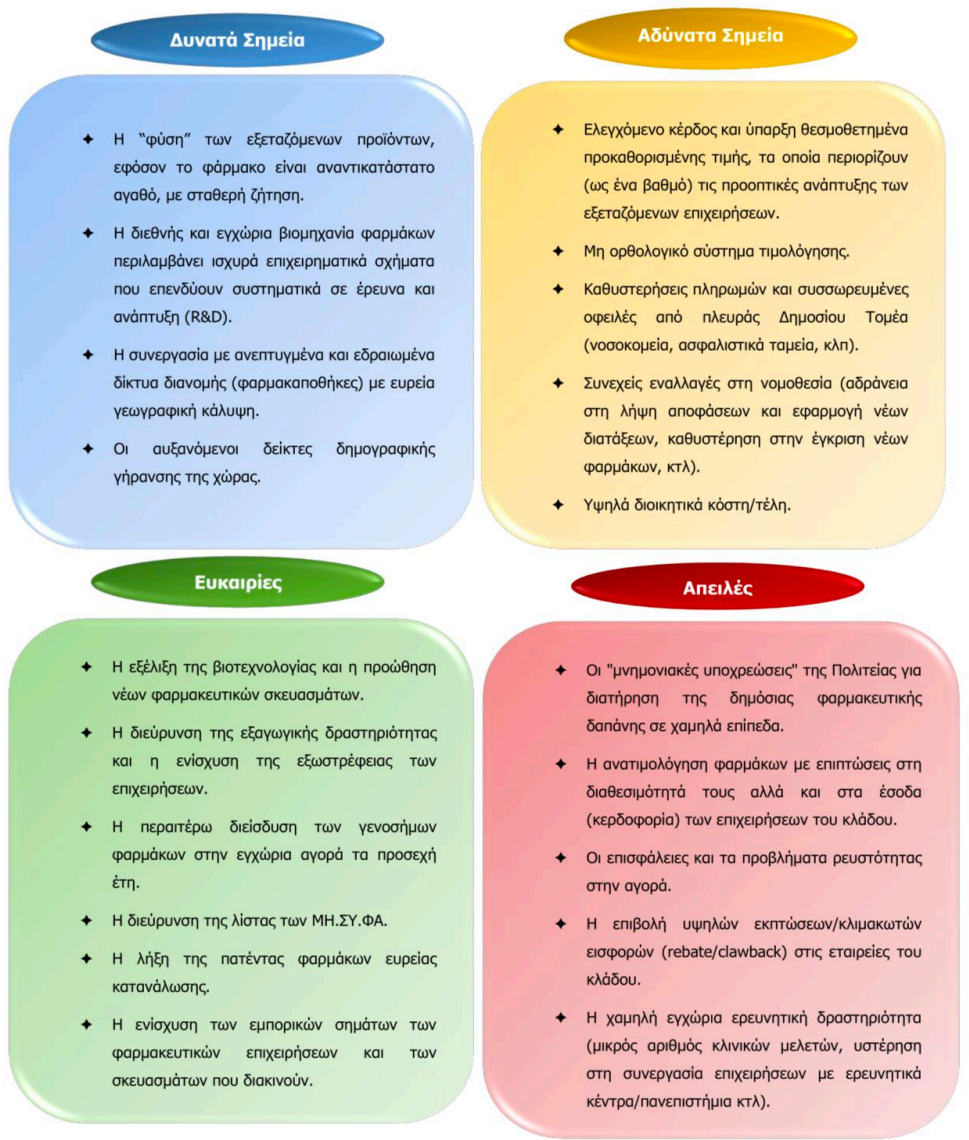 Δυνατά Σημεία
✦ Η “φύση” των εξεταζόμενων προϊόντων,
εφόσον το φάρμακο είναι αναντικατάστατο
αγαθό, με σταθερή ζήτηση.
✦ Η διεθνής και εγχώρια βιομηχανία φαρμάκων
περιλαμβάνει ισχυρά επιχειρηματικά σχήματα
που επενδύουν συστηματικά σε έρευνα και
ανάπτυξη (R&D).
✦ Η συνεργασία με ανεπτυγμένα και εδραιωμένα
δίκτυα διανομής (φαρμακαποθήκες) με ευρεία
γεωγραφική κάλυψη.
✦ Οι αυξανόμενοι δείκτες δημογραφικής
γήρανσης της χώρας.
Αδύνατα Σημεία
✦ Ελεγχόμενο κέρδος και ύπαρξη θεσμοθετημένα
προκαθορισμένης τιμής, τα οποία περιορίζουν
(ως ένα βαθμό) τις προοπτικές ανάπτυξης των
εξεταζόμενων επιχειρήσεων.
✦ Μη ορθολογικό σύστημα τιμολόγησης.
✦ Καθυστερήσεις πληρωμών και συσσωρευμένες
οφειλές από πλευράς Δημοσίου Τομέα
(νοσοκομεία, ασφαλιστικά ταμεία, κλπ).
✦ Συνεχείς εναλλαγές στη νομοθεσία (αδράνεια
στη λήψη αποφάσεων και εφαρμογή νέων
διατάξεων, καθυστέρηση στην έγκριση νέων
φαρμάκων, κτλ).
✦ Υψηλά διοικητικά κόστη/τέλη.
Ευκαιρίες
✦ Η εξέλιξη της βιοτεχνολογίας και η προώθηση
νέων φαρμακευτικών σκευασμάτων.
✦ Η διεύρυνση της εξαγωγικής δραστηριότητας
και η ενίσχυση της εξωστρέφειας των
επιχειρήσεων.
✦ Η περαιτέρω διείσδυση των γενοσήμων
φαρμάκων στην εγχώρια αγορά τα προσεχή
έτη.
✦ Η διεύρυνση της λίστας των ΜΗ.ΣΥ.ΦΑ.
✦ Η λήξη της πατέντας φαρμάκων ευρείας
κατανάλωσης.
✦ Η ενίσχυση των εμπορικών σημάτων των
φαρμακευτικών επιχειρήσεων και των
σκευασμάτων που διακινούν.
Απειλές
✦ Οι "μνημονιακές υποχρεώσεις" της Πολιτείας για
διατήρηση της δημόσιας φαρμακευτικής
δαπάνης σε χαμηλά επίπεδα.
✦ Η ανατιμολόγηση φαρμάκων με επιπτώσεις στη
διαθεσιμότητά τους αλλά και στα έσοδα
(κερδοφορία) των επιχειρήσεων του κλάδου.
✦ Οι επισφάλειες και τα προβλήματα ρευστότητας
στην αγορά.
✦ Η επιβολή υψηλών εκπτώσεων/κλιμακωτών
εισφορών (rebate/clawback) στις εταιρείες του
κλάδου.
✦ Η χαμηλή εγχώρια ερευνητική δραστηριότητα
(μικρός αριθμός κλινικών μελετών, υστέρηση
στη συνεργασία επιχειρήσεων με ερευνητικά
κέντρα/πανεπιστήμια κτλ).